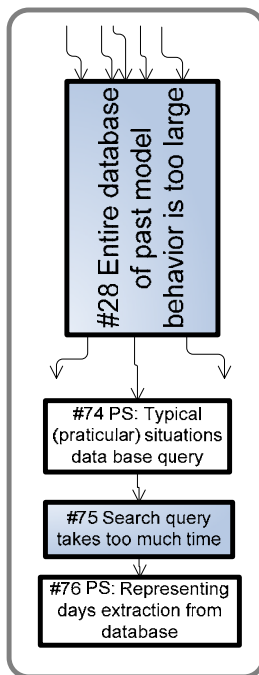 #28 Entire database
of past model
behavior is too large
#74 PS: Typical
(praticular) situations
data base query
#75 Search query
takes too much time
#76 PS: Representing
days extraction from
database